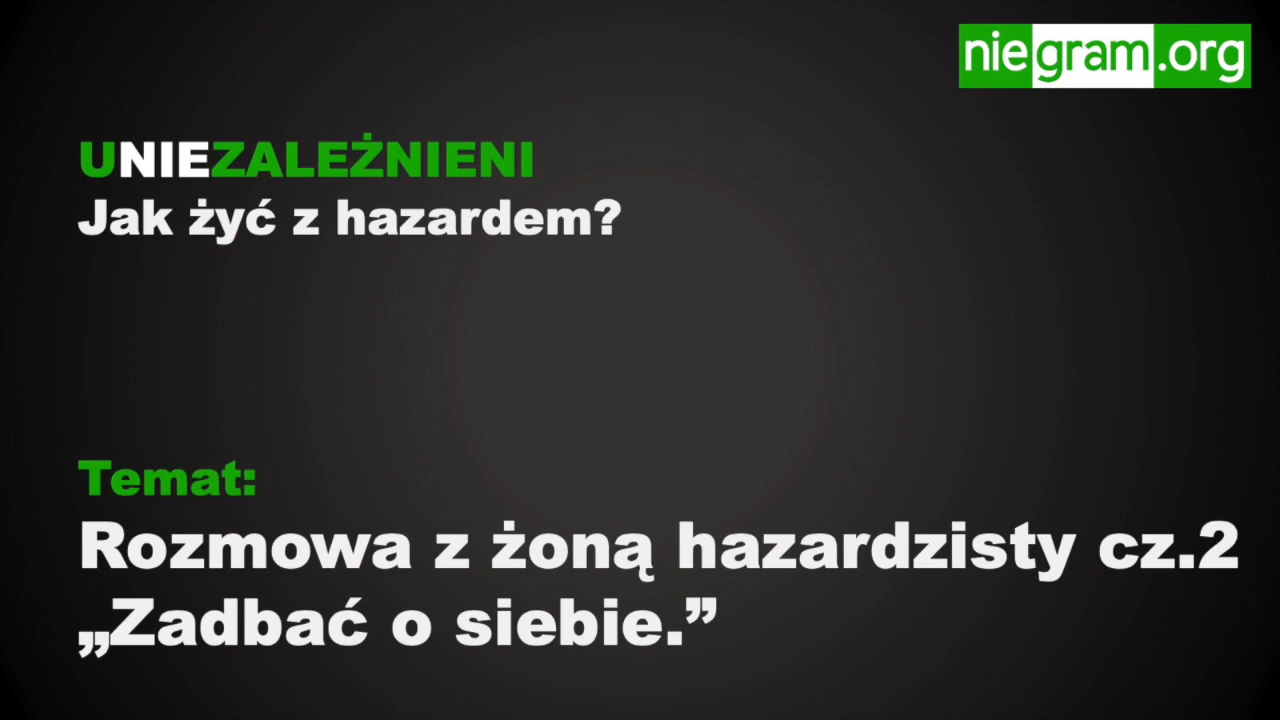 niegram.org
UNIEZALEŻNIENI
Jak żyć z hazardem?
Temat:
Rozmowa z żoną hazardzisty cz.2
„Zadbać o siebie.”